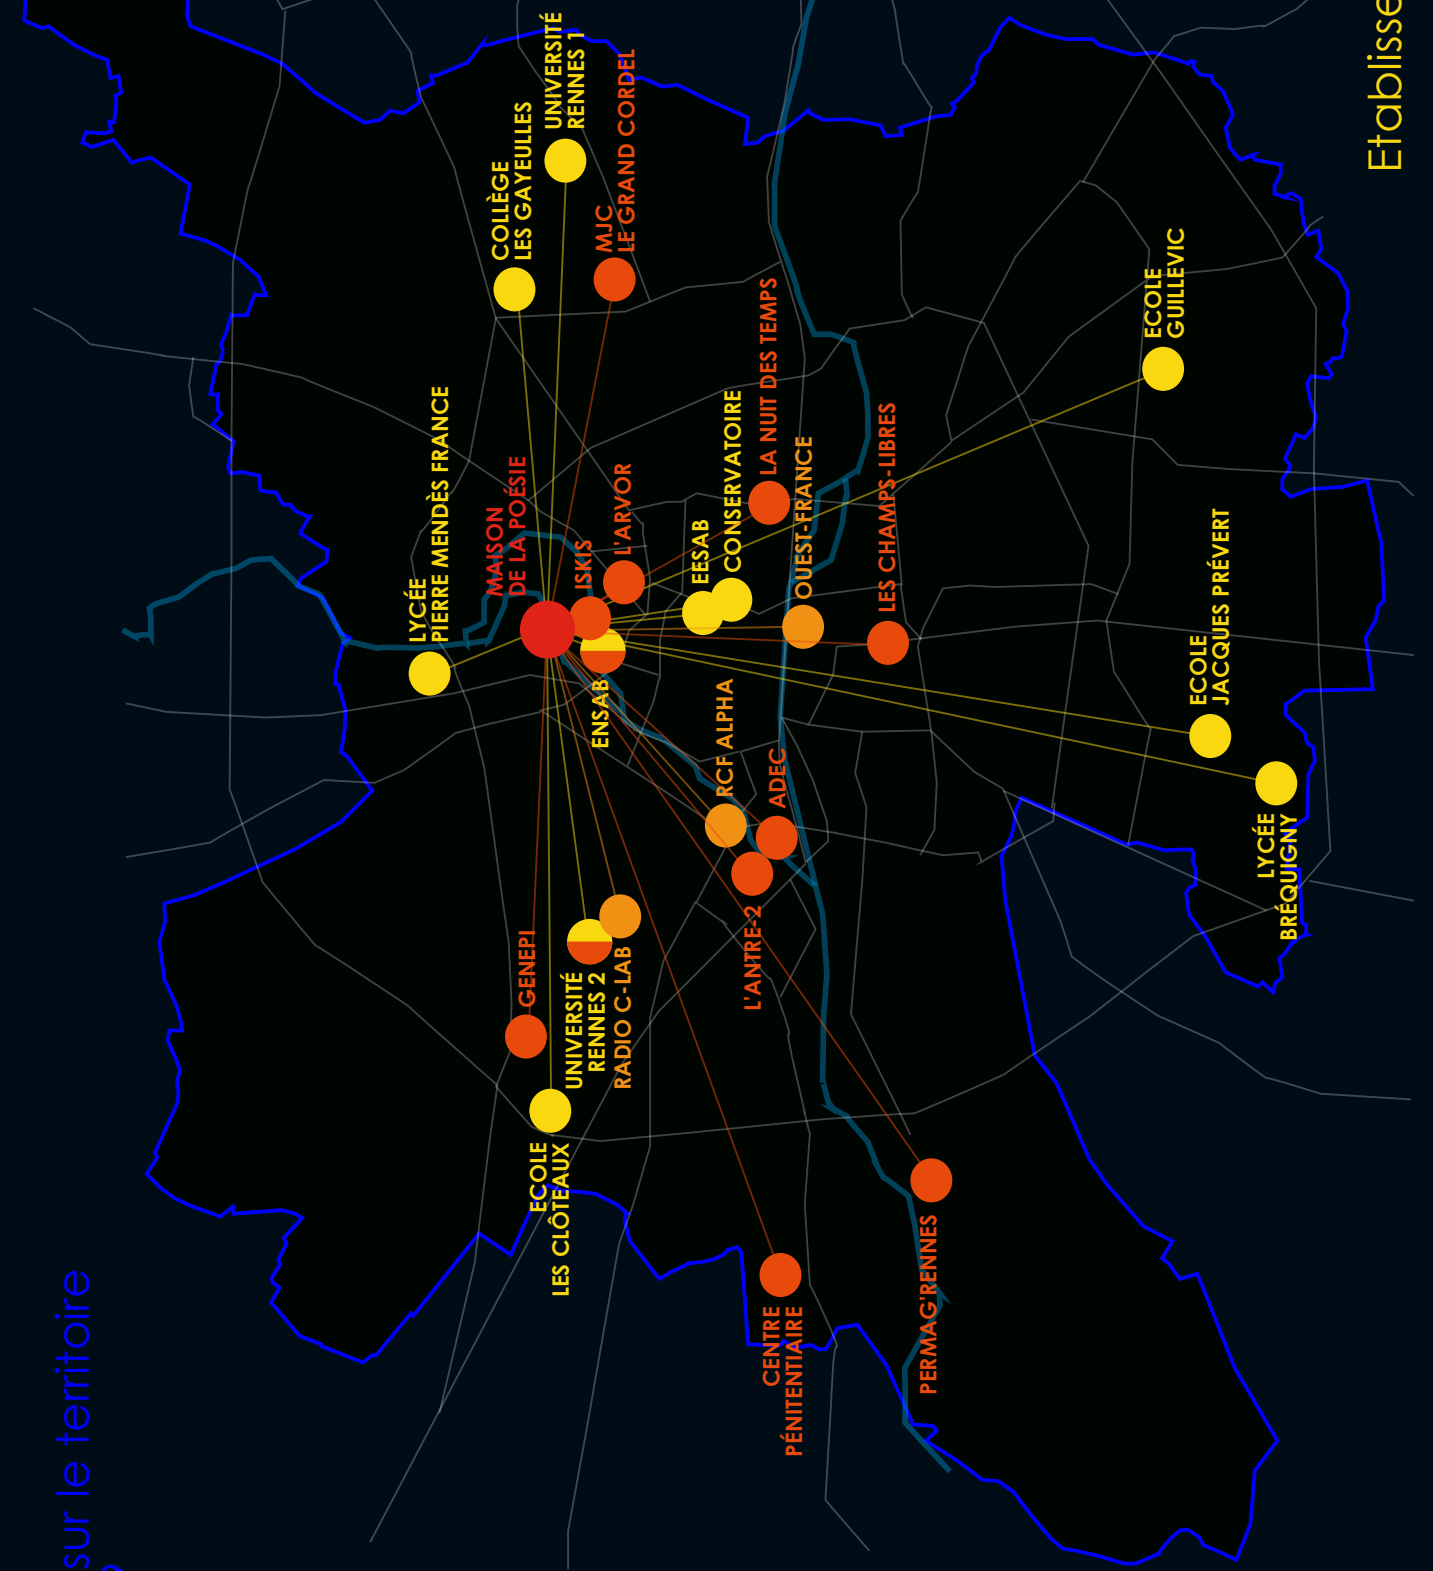 sur le territoire
LYCÉE
PIERRE MENDÈS FRANCE
MAISON
DE LA POÉSIE
COLLÈGE
LES GAYEULLES
UNIVERSITÉ
RENNES 1
MJC
LE GRAND CORDEL
ISKIS
L'ARVOR
ENSAB
EESAB
CONSERVATOIRE
LA NUIT DES TEMPS
OUEST-FRANCE
LES CHAMPS-LIBRES
ECOLE
GUILLEVIC
ECOLE
JACQUES PRÉVERT
LYCÉE
BRÉQUIGNY
RCF ALPHA
ADEC
L'ANTRE-2
GENEPI
UNIVERSITÉ
RENNES 2
RADIO C-LAB
ECOLE
LES CLÔTEAUX
CENTRE
PÉNITENTIAIRE
PERMAG'RENNES
Etablisse